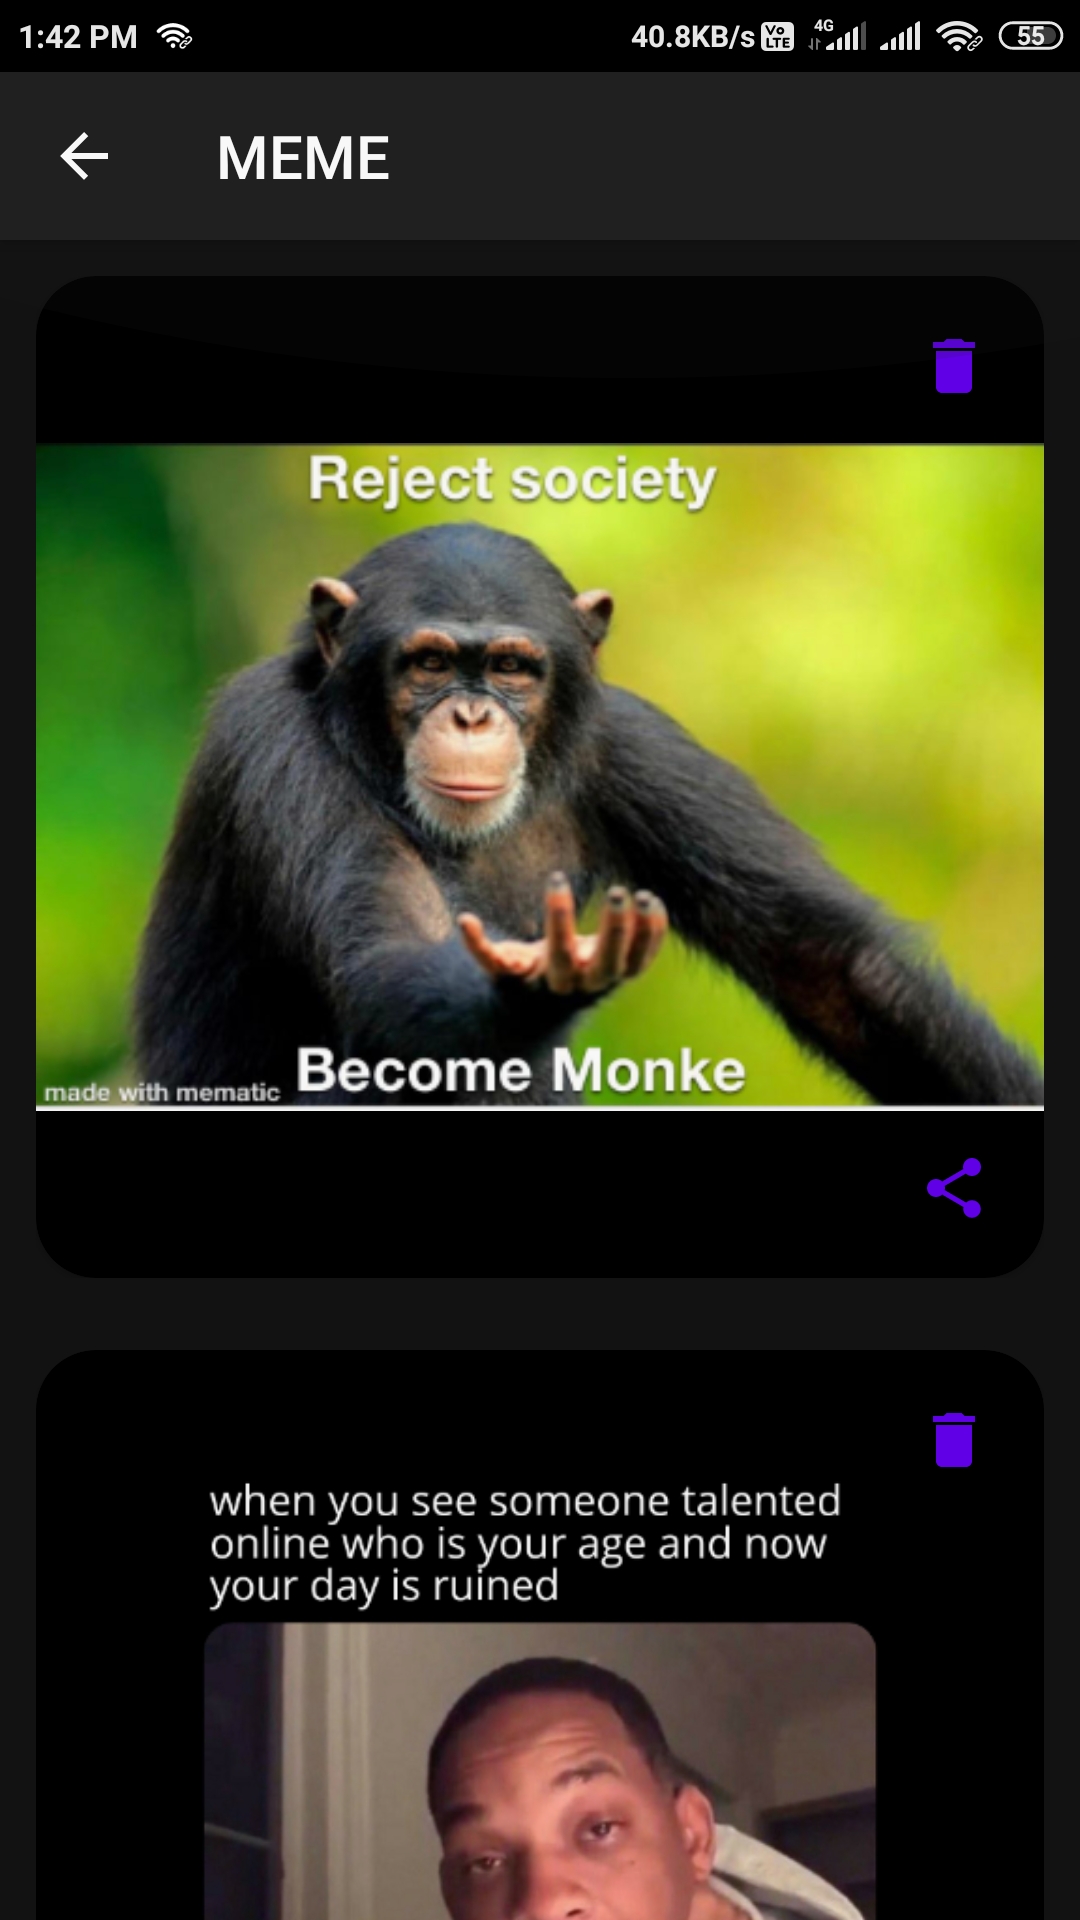 1:42 PM 40.8KB/s Vo LTE 4G 55
MEME
Reject society
Become Monke
made with mematic
when you see someone talented
online who is your age and now
your day is ruined